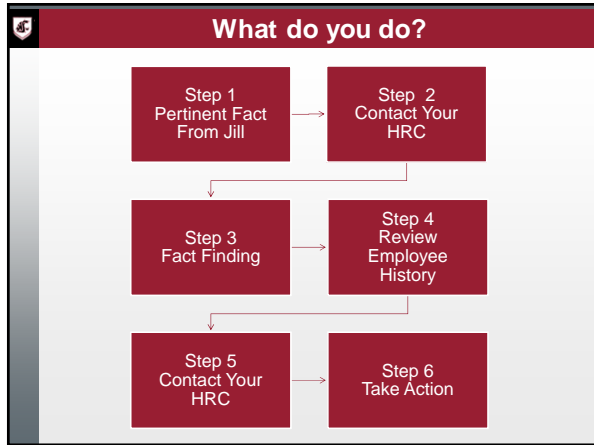 What do you do?
Step 1
Pertinent Fact
From Jill
Step 2
Contact Your
HRC
Step 3
Fact Finding
Step 4
Review
Employee
History
Step 5
Contact Your
HRC
Step 6
Take Action